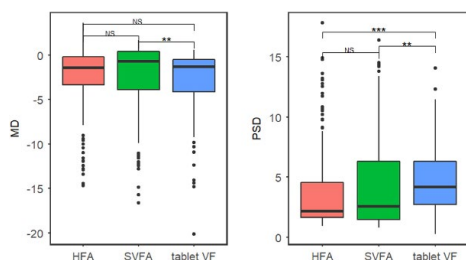 NS
NS
**
0
-5
-10
-15
-20
MD
HFA
SVFA
tablet VF
***
NS
**
15
10
5
0
PSD
HFA
SVFA
tablet VF